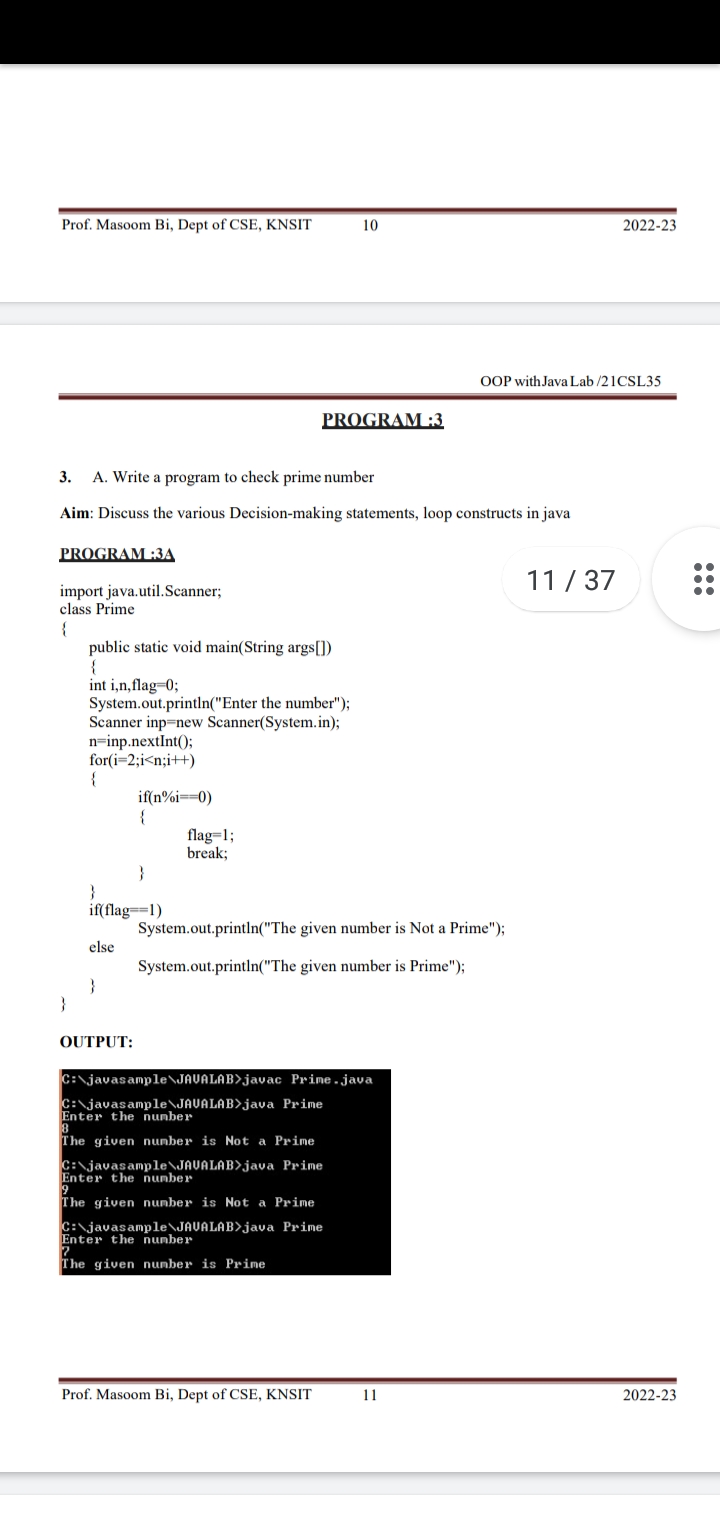 Prof. Masoom Bi, Dept of CSE, KNSIT 10 2022-23
OOP with Java Lab /21CSL35
PROGRAM :3
3. A. Write a program to check prime number
Aim: Discuss the various Decision-making statements, loop constructs in java
PROGRAM :3A
11 / 37
import java.util.Scanner;
class Prime
{
public static void main(String args[])
{
int i,n,flag=0;
System.out.println("Enter the number");
Scanner inp=new Scanner(System.in);
n=inp.nextInt();
for(i=2;i<n;i++)
{
if(n%i==0)
{
flag=1;
break;
}
}
if(flag==1)
System.out.println("The given number is Not a Prime");
else
System.out.println("The given number is Prime");
}
}
OUTPUT:
C:\javasample\JAVALAB>javac Prime.java
C:\javasample\JAVALAB>java Prime
Enter the number
8
The given number is Not a Prime
C:\javasample\JAVALAB>java Prime
Enter the number
9
The given number is Not a Prime
C:\javasample\JAVALAB>java Prime
Enter the number
7
The given number is Prime
Prof. Masoom Bi, Dept of CSE, KNSIT 11 2022-23